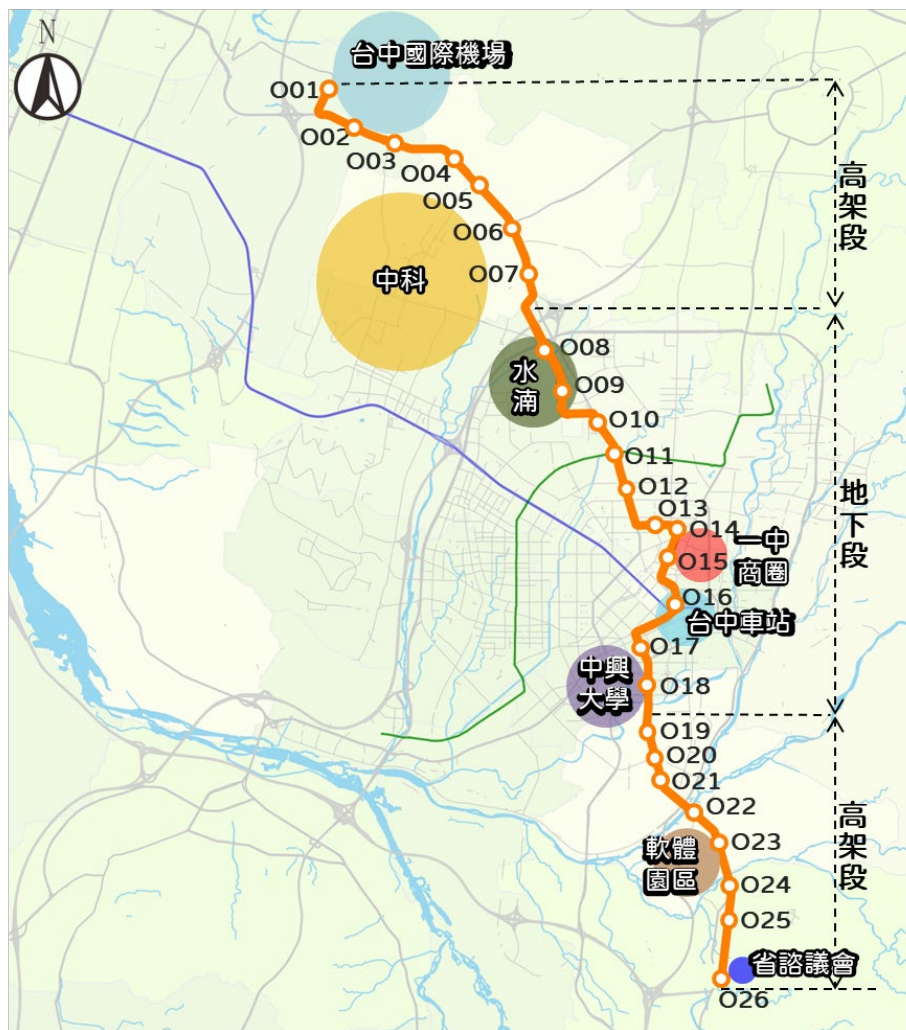 N
台中國際機場
O01
O02
O03
O04
O05
O06
O07
高架段
中科
O08
水
湳
O09
O10
O11
O12
地下段
O13
O14
一中
商圈
O15
O16
台中車站
O17
中興
大學
O18
O19
O20
O21
O22
高架段
O23
軟體
園區
O24
O25
省諮議會
O26